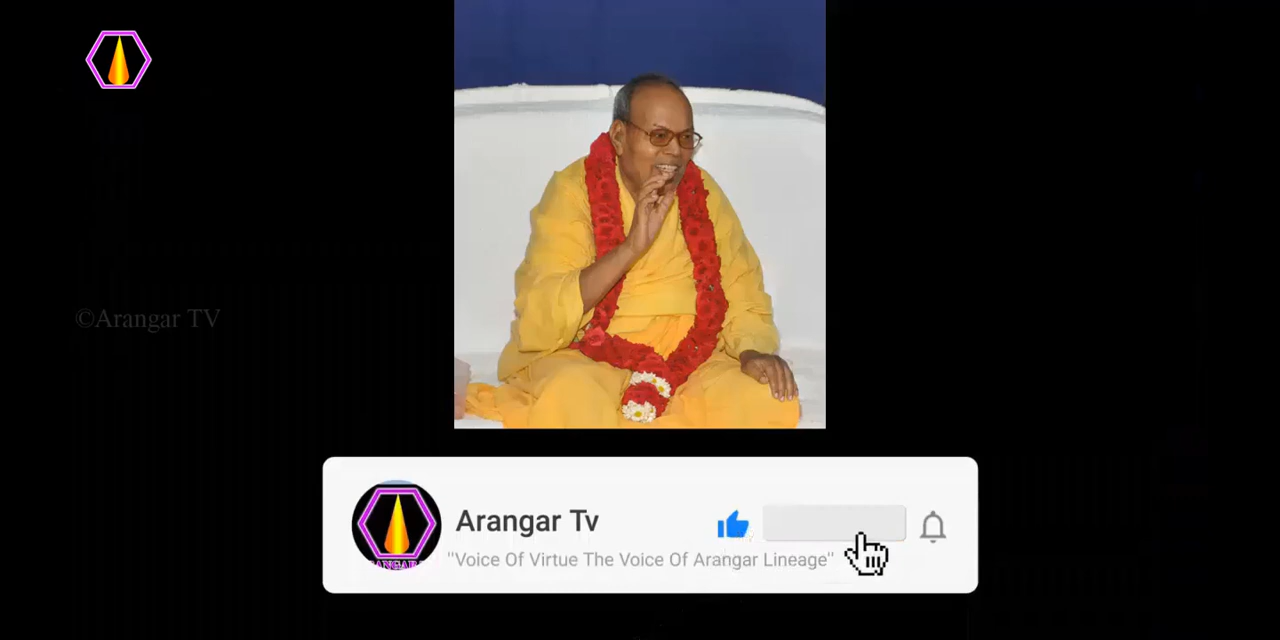 ©Arangar TV
Arangar Tv
"Voice Of Virtue The Voice Of Arangar Lineage"